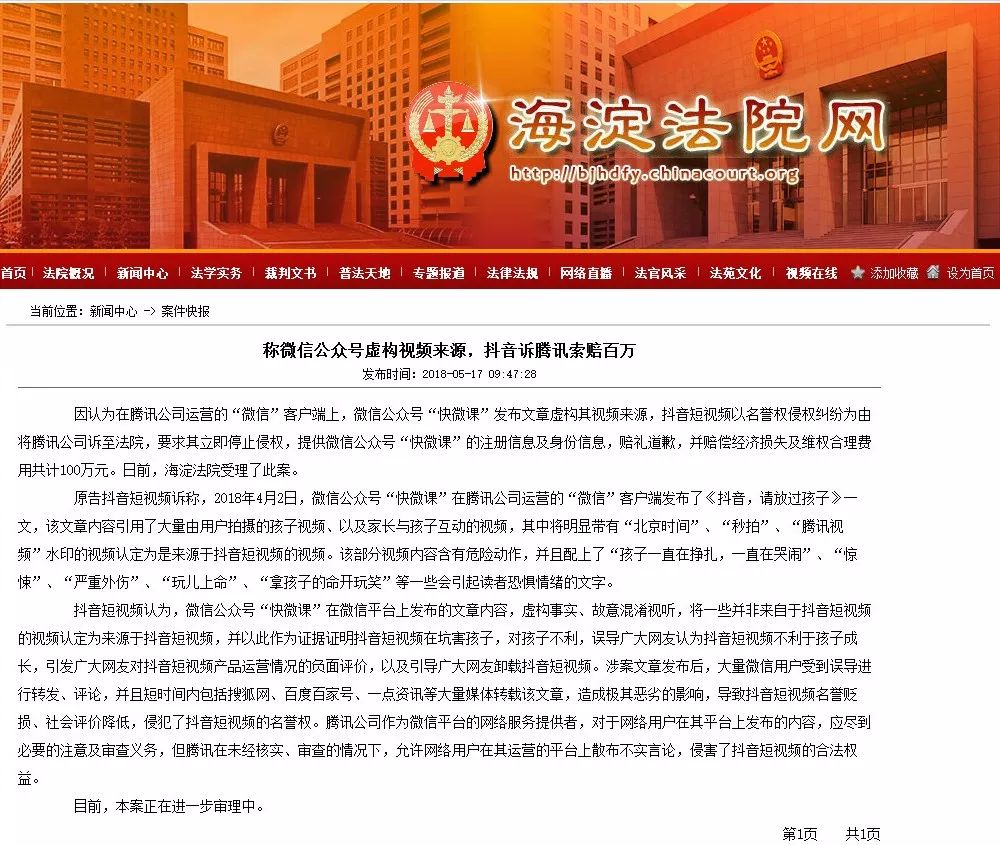 海淀法院网
http://bjhdfy.chinacourt.org
首页 | 法院概况 | 新闻中心 | 法学实务 | 裁判文书 | 普法天地 | 专题报道 | 法律法规 | 网络直播 | 法官风采 | 法苑文化 | 视频在线 添加收藏 设为首页
当前位置：新闻中心 -> 案件快报
称微信公众号虚构视频来源，抖音诉腾讯索赔百万
发布时间：2018-05-17 09:47:28
因认为在腾讯公司运营的“微信”客户端上，微信公众号“快微课”发布文章虚构其视频来源，抖音短视频以名誉权侵权纠纷为由
将腾讯公司诉至法院，要求其立即停止侵权，提供微信公众号“快微课”的注册信息及身份信息，赔礼道歉，并赔偿经济损失及维权合理费
用共计100万元。日前，海淀法院受理了此案。
原告抖音短视频诉称，2018年4月2日，微信公众号“快微课”在腾讯公司运营的“微信”客户端发布了《抖音，请放过孩子》一
文，该文章内容引用了大量由用户拍摄的孩子视频、以及家长与孩子互动的视频，其中将明显带有“北京时间”、“秒拍”、“腾讯视
频”水印的视频认定为是来源于抖音短视频的视频。该部分视频内容含有危险动作，并且配上了“孩子一直在挣扎，一直在哭闹”、“惊
悚”、“严重外伤”、“玩儿上命”、“拿孩子的命开玩笑”等一些会引起读者恐惧情绪的文字。
抖音短视频认为，微信公众号“快微课”在微信平台上发布的文章内容，虚构事实、故意混淆视听，将一些并非来自于抖音短视频
的视频认定为来源于抖音短视频，并以此作为证据证明抖音短视频在坑害孩子，对孩子不利，误导广大网友认为抖音短视频不利于孩子成
长，引发广大网友对抖音短视频产品运营情况的负面评价，以及引导广大网友卸载抖音短视频。涉案文章发布后，大量微信用户受到误导进
行转发、评论，并且短时间内包括搜狐网、百度百家号、一点资讯等大量媒体转载该文章，造成极其恶劣的影响，导致抖音短视频名誉贬
损、社会评价降低，侵犯了抖音短视频的名誉权。腾讯公司作为微信平台的网络服务提供者，对于网络用户在其平台上发布的内容，应尽到
必要的注意及审查义务，但腾讯在未经核实、审查的情况下，允许网络用户在其运营的平台上散布不实言论，侵害了抖音短视频的合法权
益。
目前，本案正在进一步审理中。
第1页 共1页